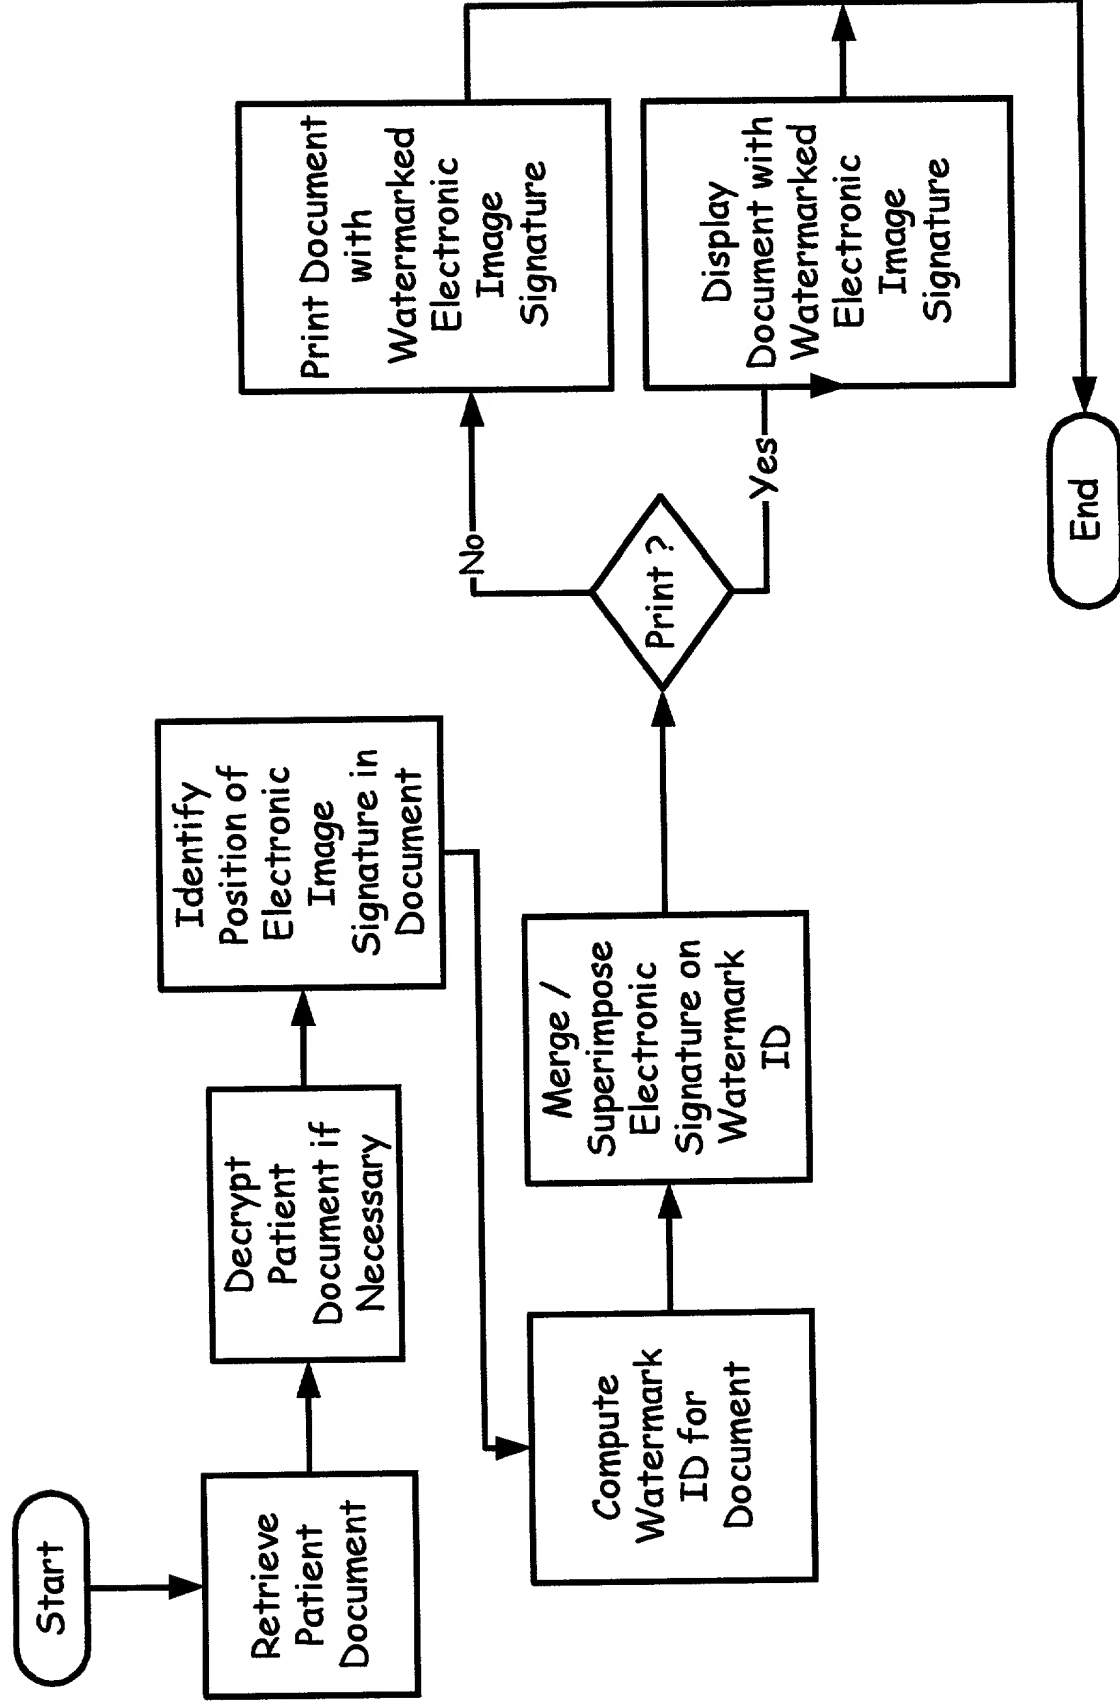 Start
Retrieve
Patient
Document
Decrypt
Patient
Document if
Necessary
Identify
Position of
Electronic
Image
Signature in
Document
Compute
Watermark
ID for
Document
Merge /
Superimpose
Electronic
Signature on
Watermark
ID
Print ?
No
Yes
Print Document
with
Watermarked
Electronic
Image
Signature
Display
Document with
Watermarked
Electronic
Image
Signature
End